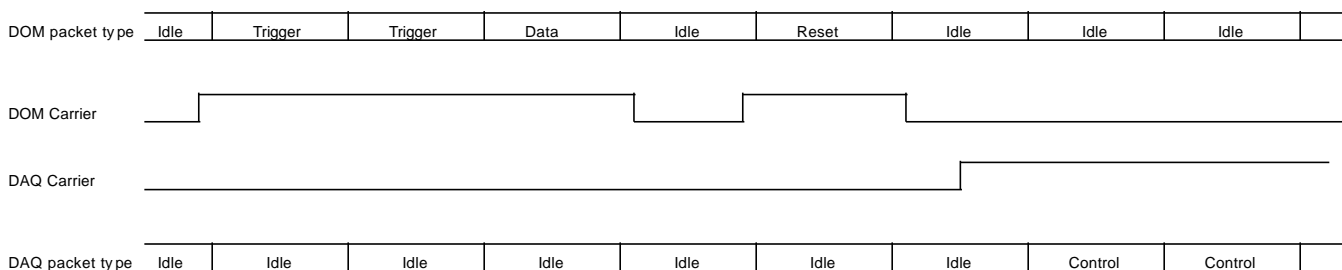 DOM packet type Idle Trigger Trigger Data Idle Reset Idle Idle Idle
DOM Carrier
DAQ Carrier
DAQ packet type Idle Idle Idle Idle Idle Idle Idle Control Control